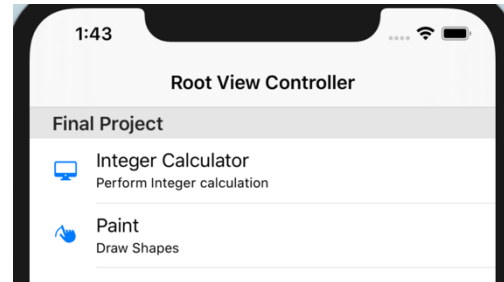 1:43
Root View Controller
Final Project
Integer Calculator
Perform Integer calculation
Paint
Draw Shapes